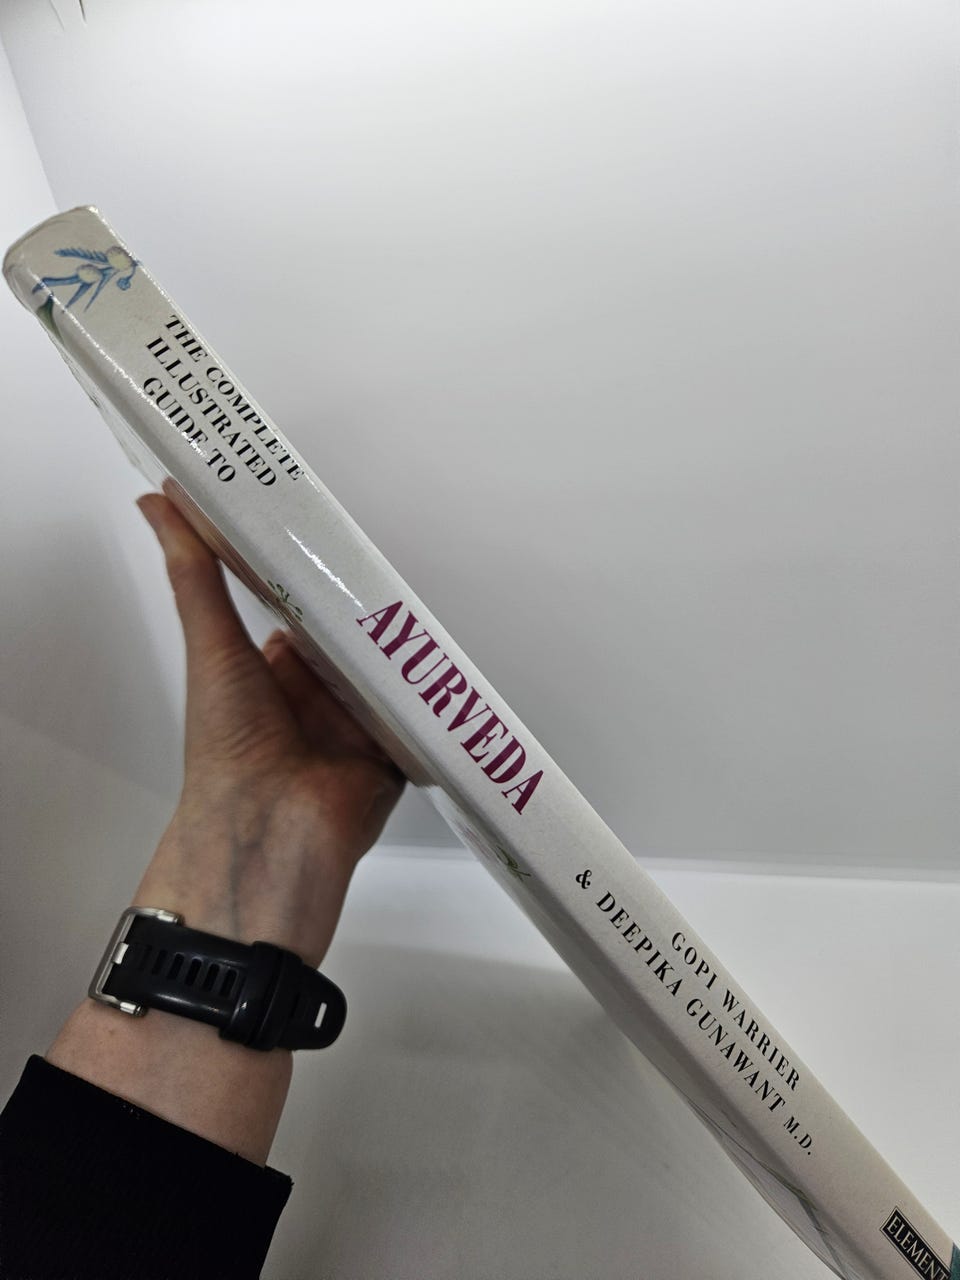 THE COMPLETE
ILLUSTRATED
GUIDE TO
AYURVEDA
GOPI WARRIER
& DEEPIKA GUNAWANT M.D.
ELEMENT